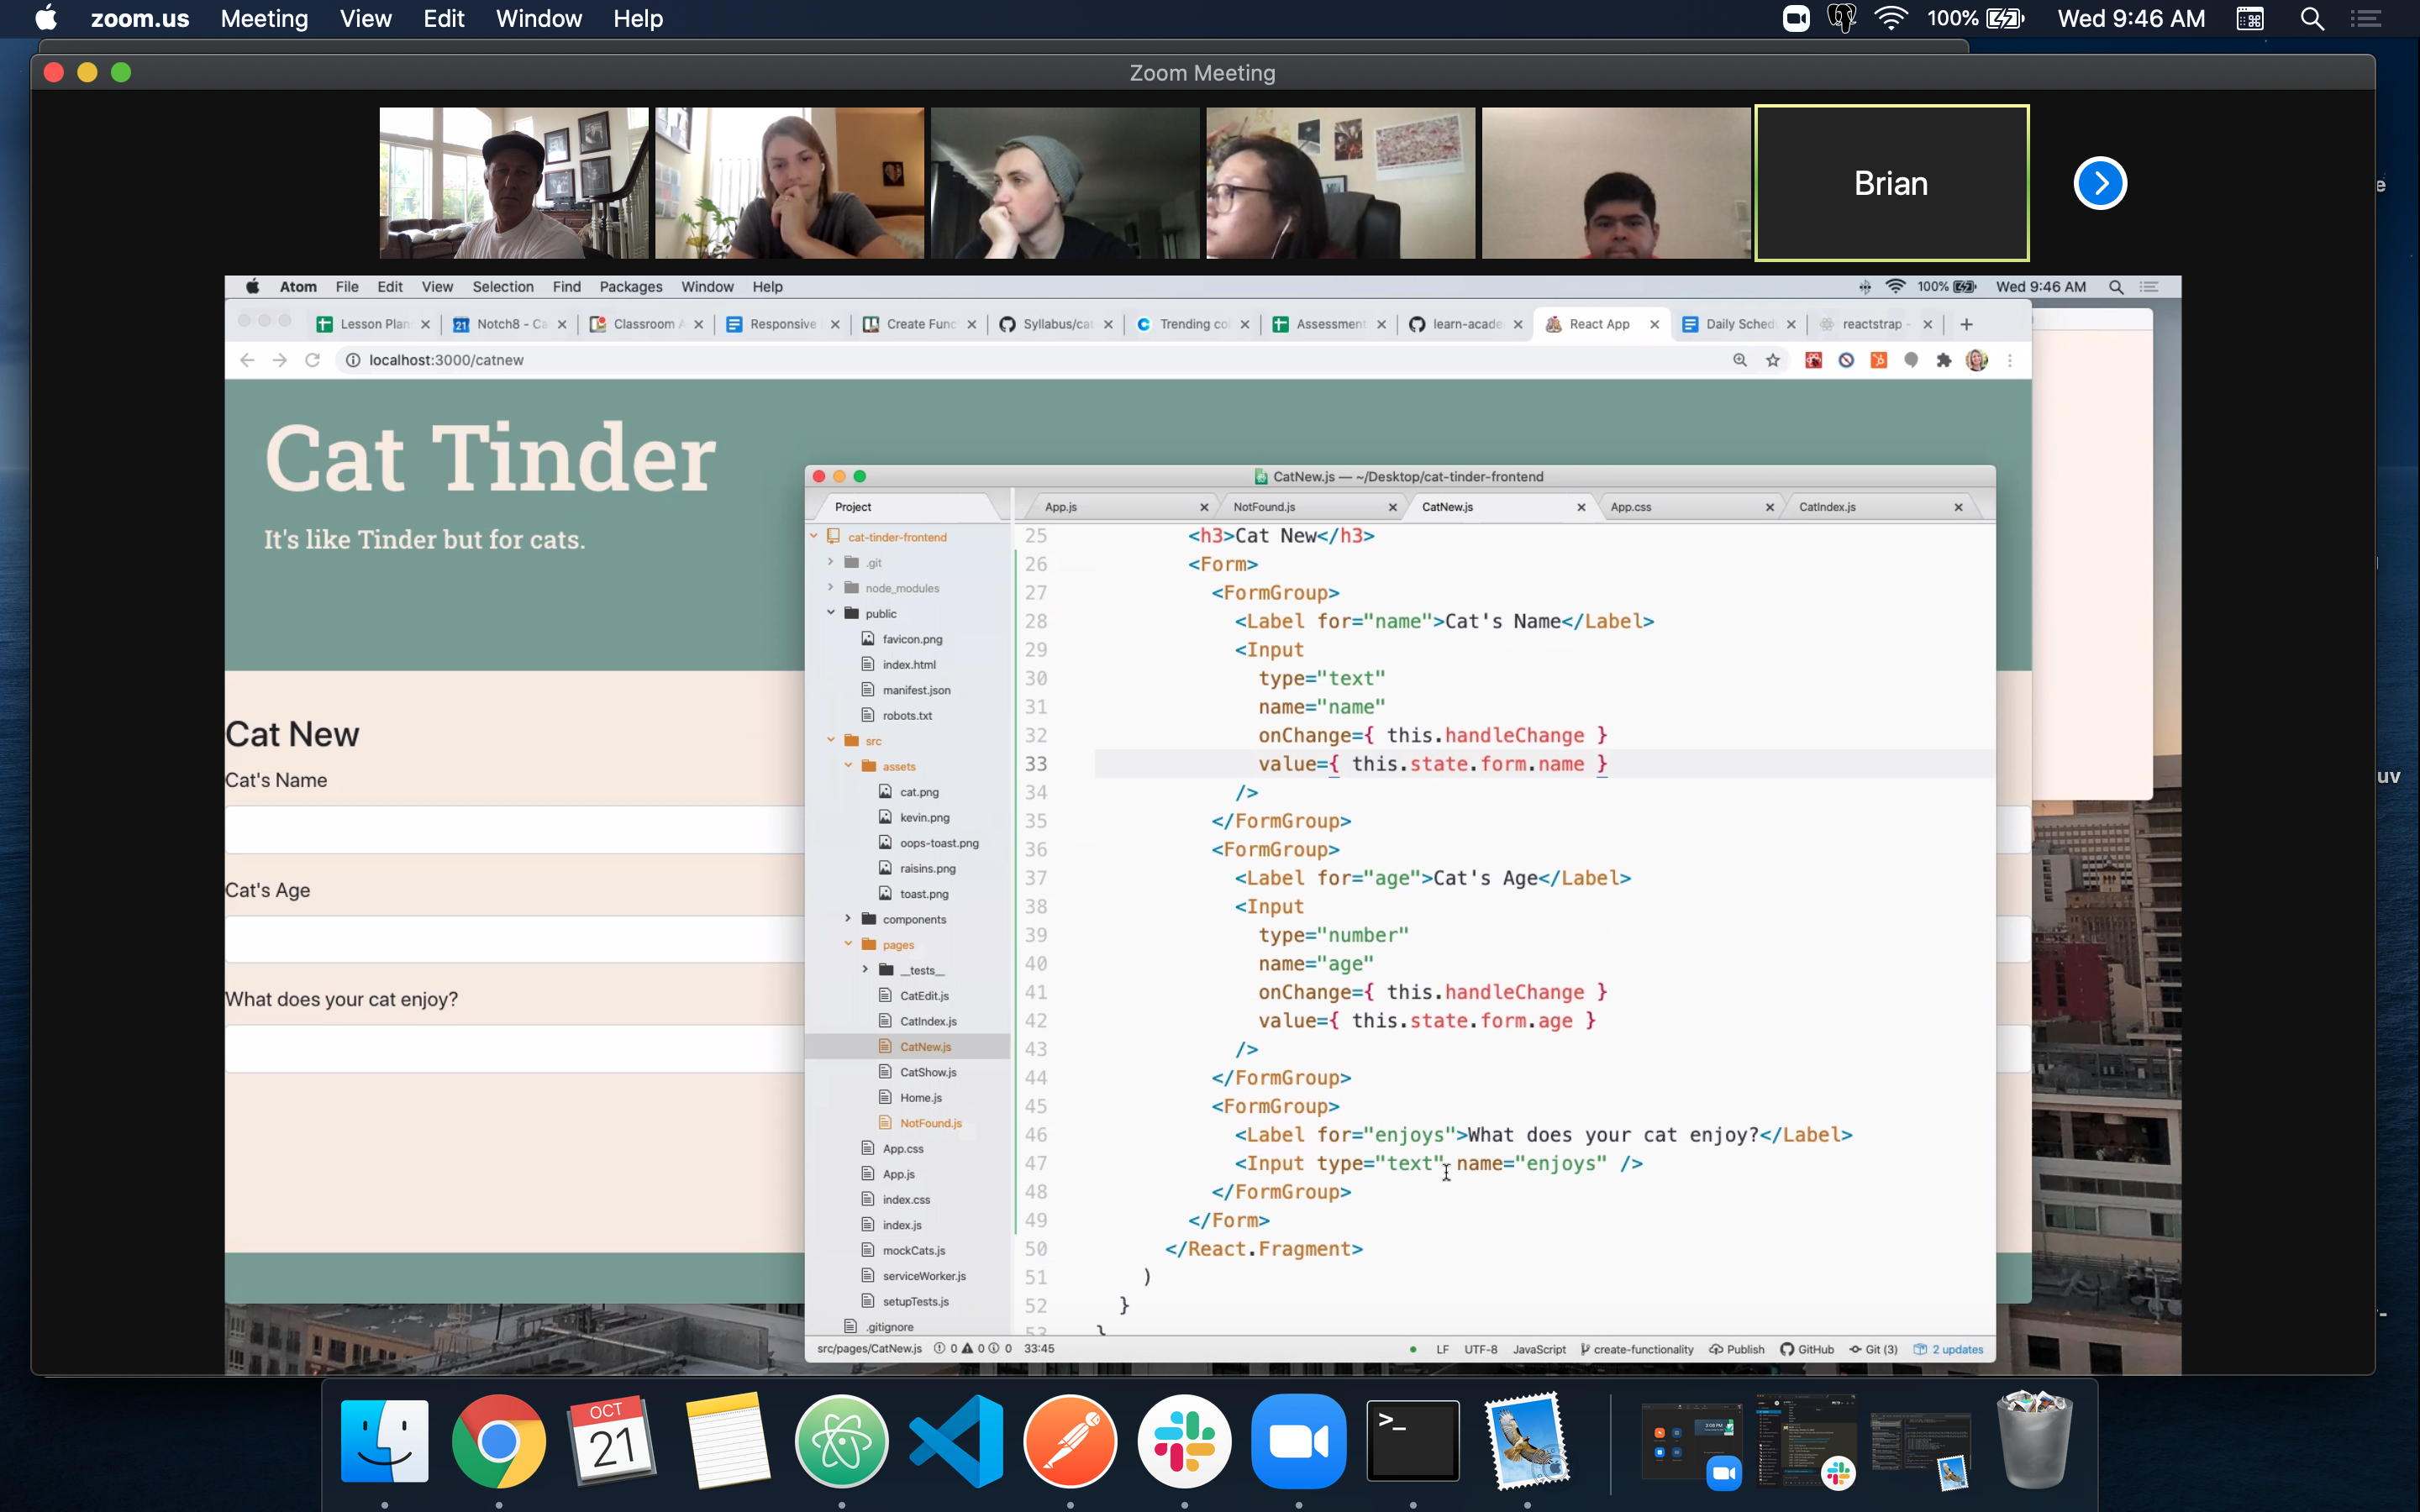 zoom.us Meeting View Edit Window Help 100% Wed 9:46 AM
Zoom Meeting
Brian
Atom File Edit View Selection Find Packages Window Help 100% Wed 9:46 AM
Lesson Plan Notch8 - Ca Classroom A Responsive Create Func Syllabus/cat Trending co Assessment learn-acade React App Daily Sched reactstrap -
localhost:3000/catnew
Cat Tinder
It's like Tinder but for cats.
Cat New
Cat's Name
Cat's Age
What does your cat enjoy?
CatNew.js — ~/Desktop/cat-tinder-frontend
Project
App.js NotFound.js CatNew.js App.css CatIndex.js
cat-tinder-frontend
.git
node_modules
public
favicon.png
index.html
manifest.json
robots.txt
src
assets
cat.png
kevin.png
oops-toast.png
raisins.png
toast.png
components
pages
__tests__
CatEdit.js
CatIndex.js
CatNew.js
CatShow.js
Home.js
NotFound.js
App.css
App.js
index.css
index.js
mockCats.js
serviceWorker.js
setupTests.js
.gitignore
25 <h3>Cat New</h3>
26 <Form>
27 <FormGroup>
28 <Label for="name">Cat's Name</Label>
29 <Input
30 type="text"
31 name="name"
32 onChange={ this.handleChange }
33 value={ this.state.form.name }
34 />
35 </FormGroup>
36 <FormGroup>
37 <Label for="age">Cat's Age</Label>
38 <Input
39 type="number"
40 name="age"
41 onChange={ this.handleChange }
42 value={ this.state.form.age }
43 />
44 </FormGroup>
45 <FormGroup>
46 <Label for="enjoys">What does your cat enjoy?</Label>
47 <Input type="text" name="enjoys" />
48 </FormGroup>
49 </Form>
50 </React.Fragment>
51 )
52 }
53 }
src/pages/CatNew.js 0 0 0 33:45 LF UTF-8 JavaScript create-functionality Publish GitHub Git (3) 2 updates
uv
OCT
21